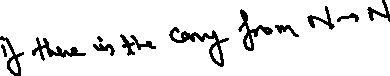 if there is the carry from N → N